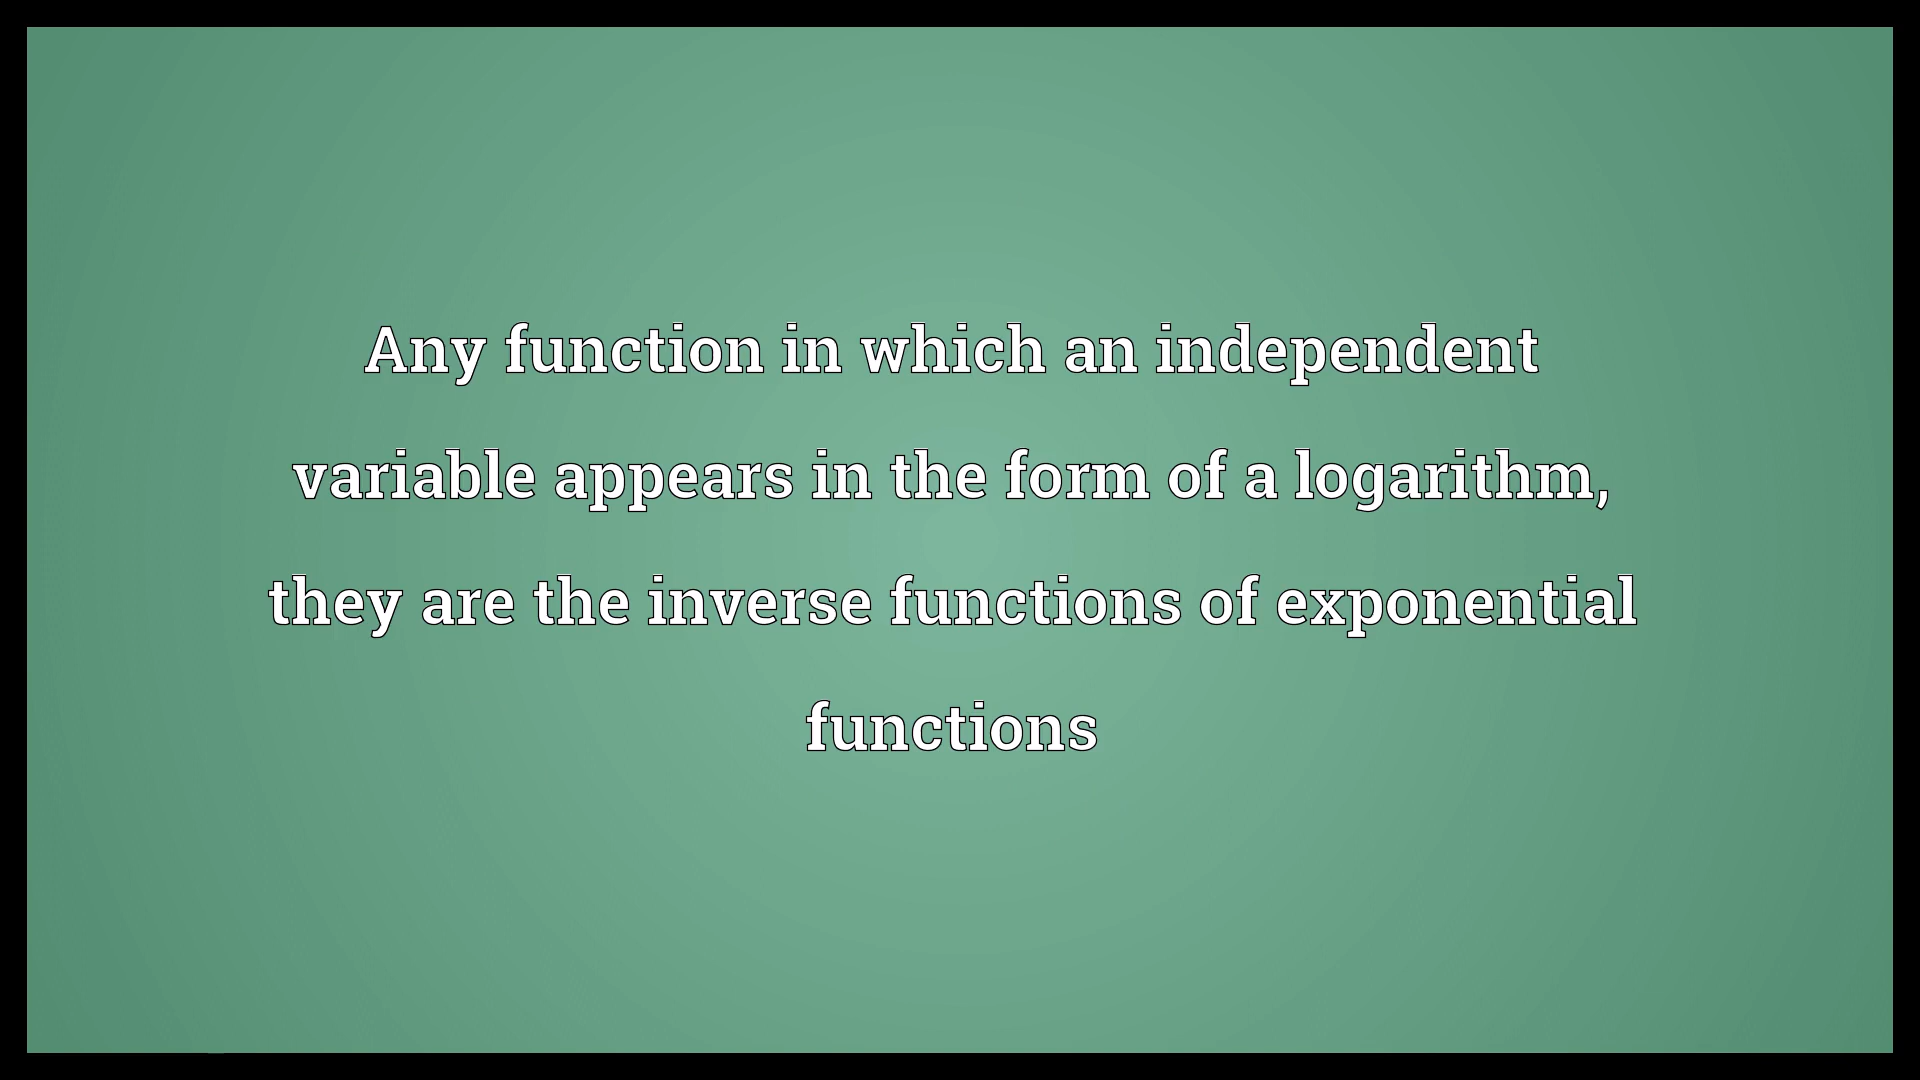 Any function in which an independent
variable appears in the form of a logarithm,
they are the inverse functions of exponential
functions